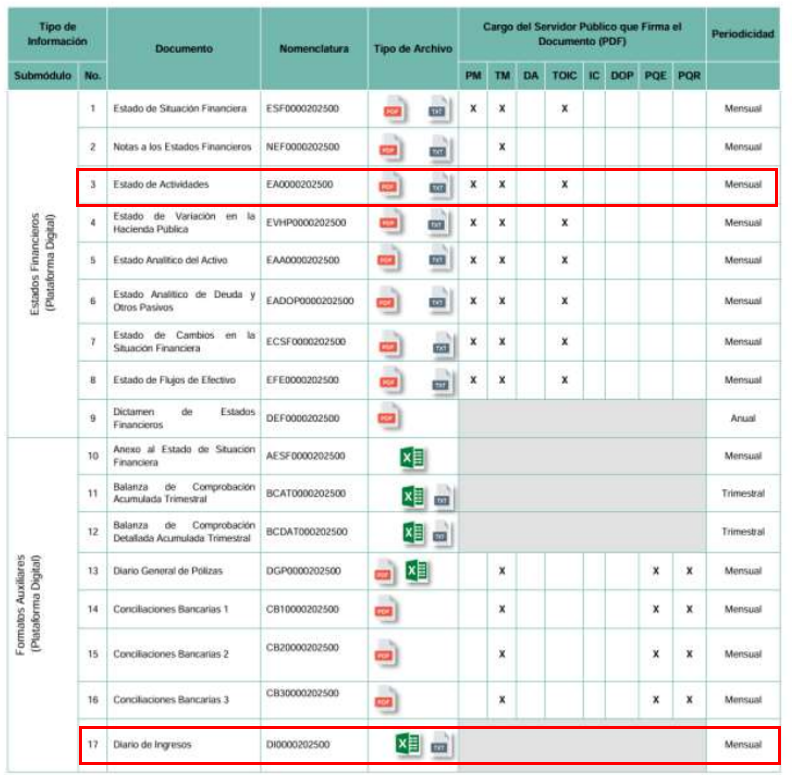 Tipo de Información Documento Nomenclatura Tipo de Archivo Cargo del Servidor Público que Firma el Documento (PDF) Periodicidad
Submódulo No. PM TM DA TOIC IC DOP PQE PQR
Estados Financieros (Plataforma Digital)
1 Estado de Situación Financiera ESF0000202500 PDF TXT X X X Mensual
2 Notas a los Estados Financieros NEF0000202500 PDF TXT X Mensual
3 Estado de Actividades EA0000202500 PDF TXT X X X Mensual
4 Estado de Variación en la Hacienda Pública EVHP0000202500 PDF TXT X X X Mensual
5 Estado Analítico del Activo EAA0000202500 PDF TXT X X X Mensual
6 Estado Analítico de Deuda y Otros Pasivos EADOP0000202500 PDF TXT X X X Mensual
7 Estado de Cambios en la Situación Financiera ECSF0000202500 PDF TXT X X X Mensual
8 Estado de Flujos de Efectivo EFE0000202500 PDF TXT X X X Mensual
9 Dictamen de Estados Financieros DEF0000202500 PDF Anual
Formatos Auxiliares (Plataforma Digital)
10 Anexo al Estado de Situación Financiera AESF0000202500 X Mensual
11 Balanza de Comprobación Acumulada Trimestral BCAT0000202500 X TXT Trimestral
12 Balanza de Comprobación Detallada Acumulada Trimestral BCDAT000202500 X TXT Trimestral
13 Diario General de Pólizas DGP0000202500 PDF X X X X Mensual
14 Conciliaciones Bancarias 1 CB10000202500 PDF X X X Mensual
15 Conciliaciones Bancarias 2 CB20000202500 PDF X X X Mensual
16 Conciliaciones Bancarias 3 CB30000202500 PDF X X X Mensual
17 Diario de Ingresos DI0000202500 X TXT Mensual